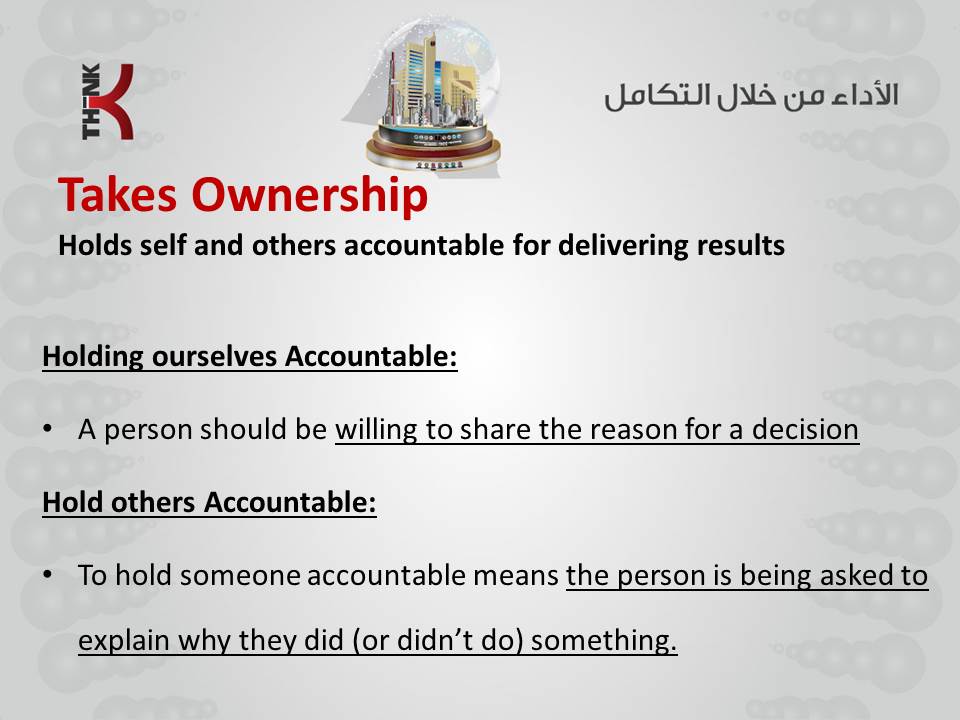 TH-NK
الأداء من خلال التكامل
Takes Ownership
Holds self and others accountable for delivering results
Holding ourselves Accountable:
• A person should be willing to share the reason for a decision
Hold others Accountable:
• To hold someone accountable means the person is being asked to
explain why they did (or didn’t do) something.